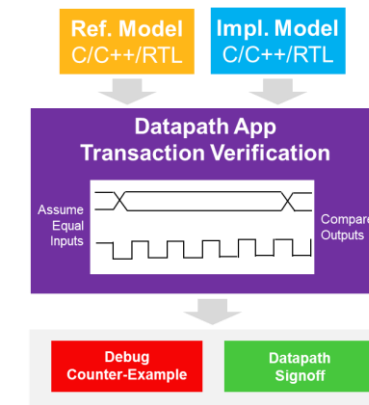 Ref. Model
C/C++/RTL
Impl. Model
C/C++/RTL
Datapath App
Transaction Verification
Assume
Equal
Inputs
Compare
Outputs
Debug
Counter-Example
Datapath
Signoff